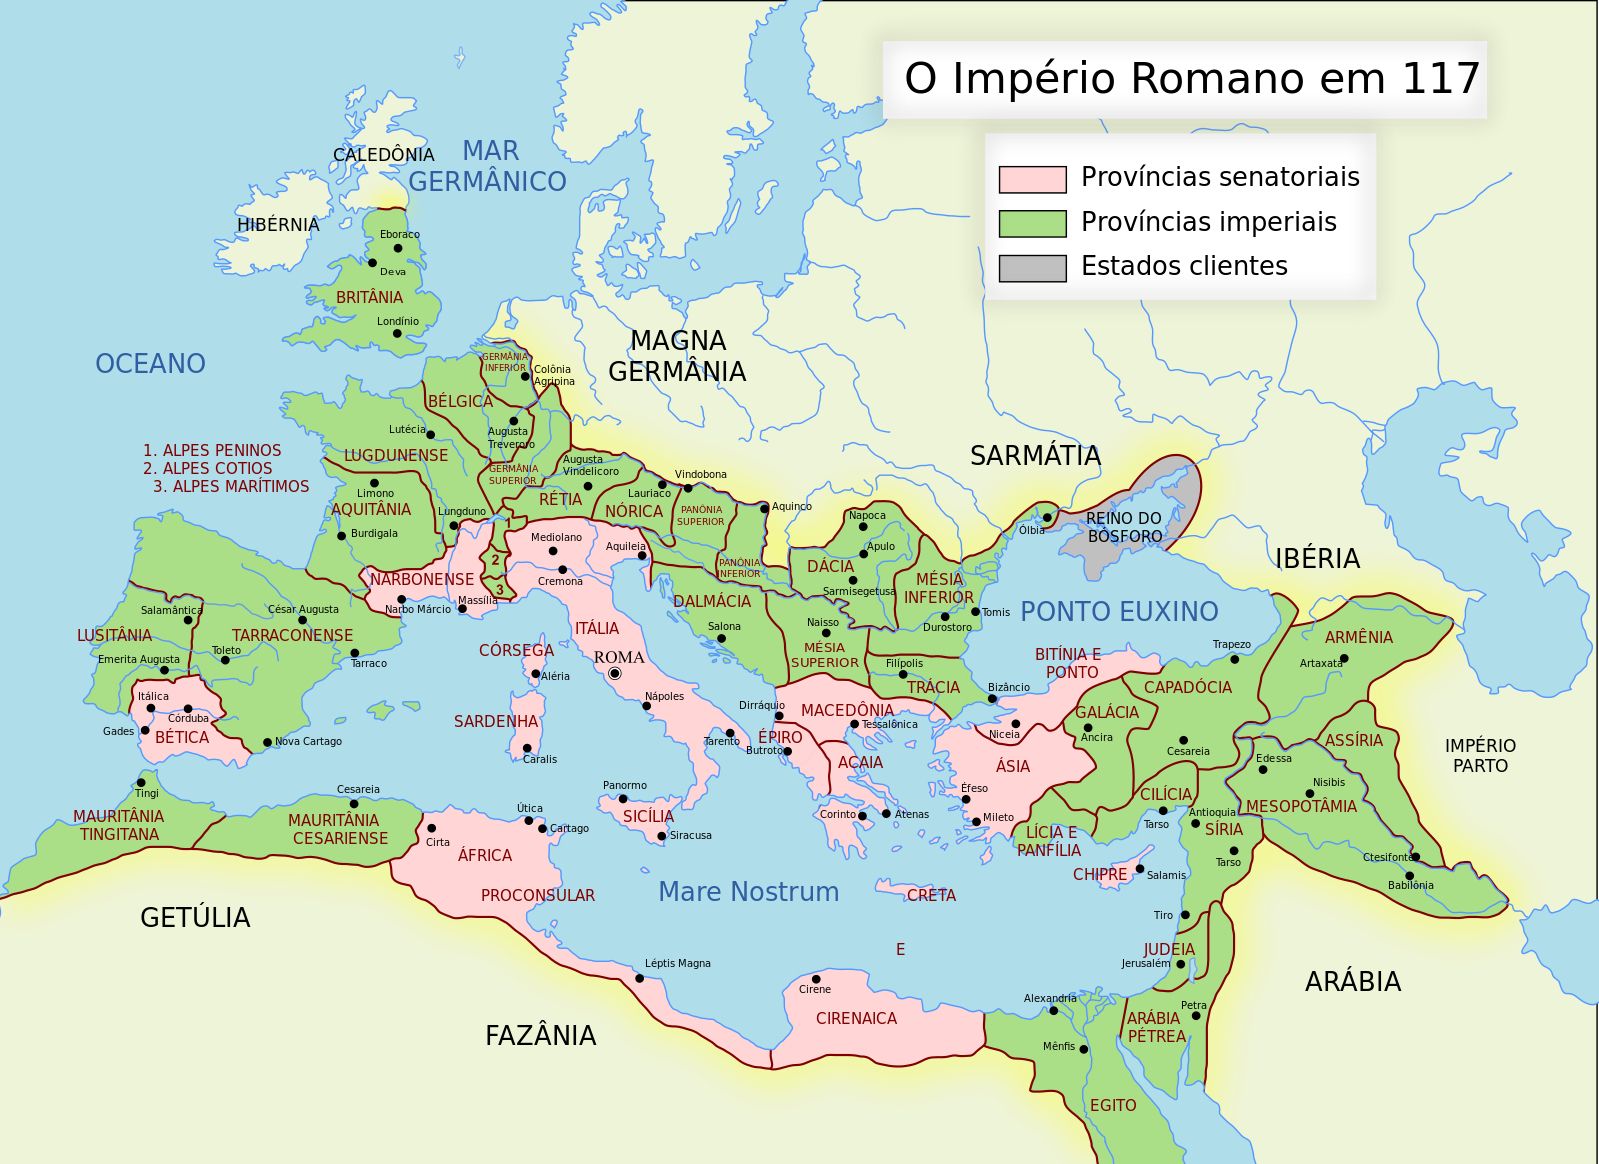 O Império Romano em 117
Províncias senatoriais
Províncias imperiais
Estados clientes
CALEDÔNIA
MAR
GERMÂNICO
HIBÉRNIA
Eboraco
Deva
BRITÂNIA
Londínio
OCEANO
MAGNA
GERMÂNIA
GERMÂNIA
INFERIOR
Colônia
Agripina
BÉLGICA
Lutécia
Augusta
Treveroro
LUGDUNENSE
1. ALPES PENINOS
2. ALPES COTIOS
3. ALPES MARÍTIMOS
GERMÂNIA
SUPERIOR
Augusta
Vindelicoro
Vindobona
SARMÁTIA
Limono
AQUITÂNIA
RÉTIA
Lauriaco
NÓRICA
PANÔNIA
SUPERIOR
Aquinco
Napoca
Lungduno
1
Burdigala
Mediolano
Aquileia
Apulo
Ólbia
REINO DO
BÓSFORO
IBÉRIA
2
Cremona
PANÔNIA
INFERIOR
DÁCIA
MÉSIA
INFERIOR
Sarmisegetusa
NARBONENSE
3
Massília
Narbo Márcio
DALMÁCIA
Tomis
PONTO EUXINO
Salamântica
César Augusta
LUSITÂNIA
TARRACONENSE
Toleto
Emerita Augusta
Tarraco
ITÁLIA
CÓRSEGA
ROMA
Aléria
Salona
Naisso
MÉSIA
SUPERIOR
Durostoro
Filípolis
TRÁCIA
Bizâncio
BITÍNIA E
PONTO
Trapezo
ARMÊNIA
Artaxata
CAPADÓCIA
Itálica
Córduba
Gades
BÉTICA
Nova Cartago
SARDENHA
Caralis
Nápoles
Tarento
Dirráquio
MACEDÔNIA
Tessalônica
ÉPIRO
Butroto
ACAIA
Niceia
GALÁCIA
Ancira
Cesareia
ÁSIA
Edessa
ASSÍRIA
IMPÉRIO
PARTO
Nisibis
MESOPOTÂMIA
Tingi
MAURITÂNIA
TINGITANA
Cesareia
MAURITÂNIA
CESARIENSE
Cirta
ÁFRICA
PROCONSULAR
Útica
Cartago
Panormo
SICÍLIA
Siracusa
Corinto
Atenas
Éfeso
Mileto
CILÍCIA
Tarso
LÍCIA E
PANFÍLIA
Antioquia
SÍRIA
Tarso
CHIPRE
Salamis
Ctesifonte
Babilônia
Mare Nostrum
CRETA
E
GETÚLIA
Tiro
JUDEIA
Jerusalém
ARÁBIA
Léptis Magna
Cirene
CIRENAICA
FAZÂNIA
Alexandria
Mênfis
Petra
ARÁBIA
PÉTREA
EGITO